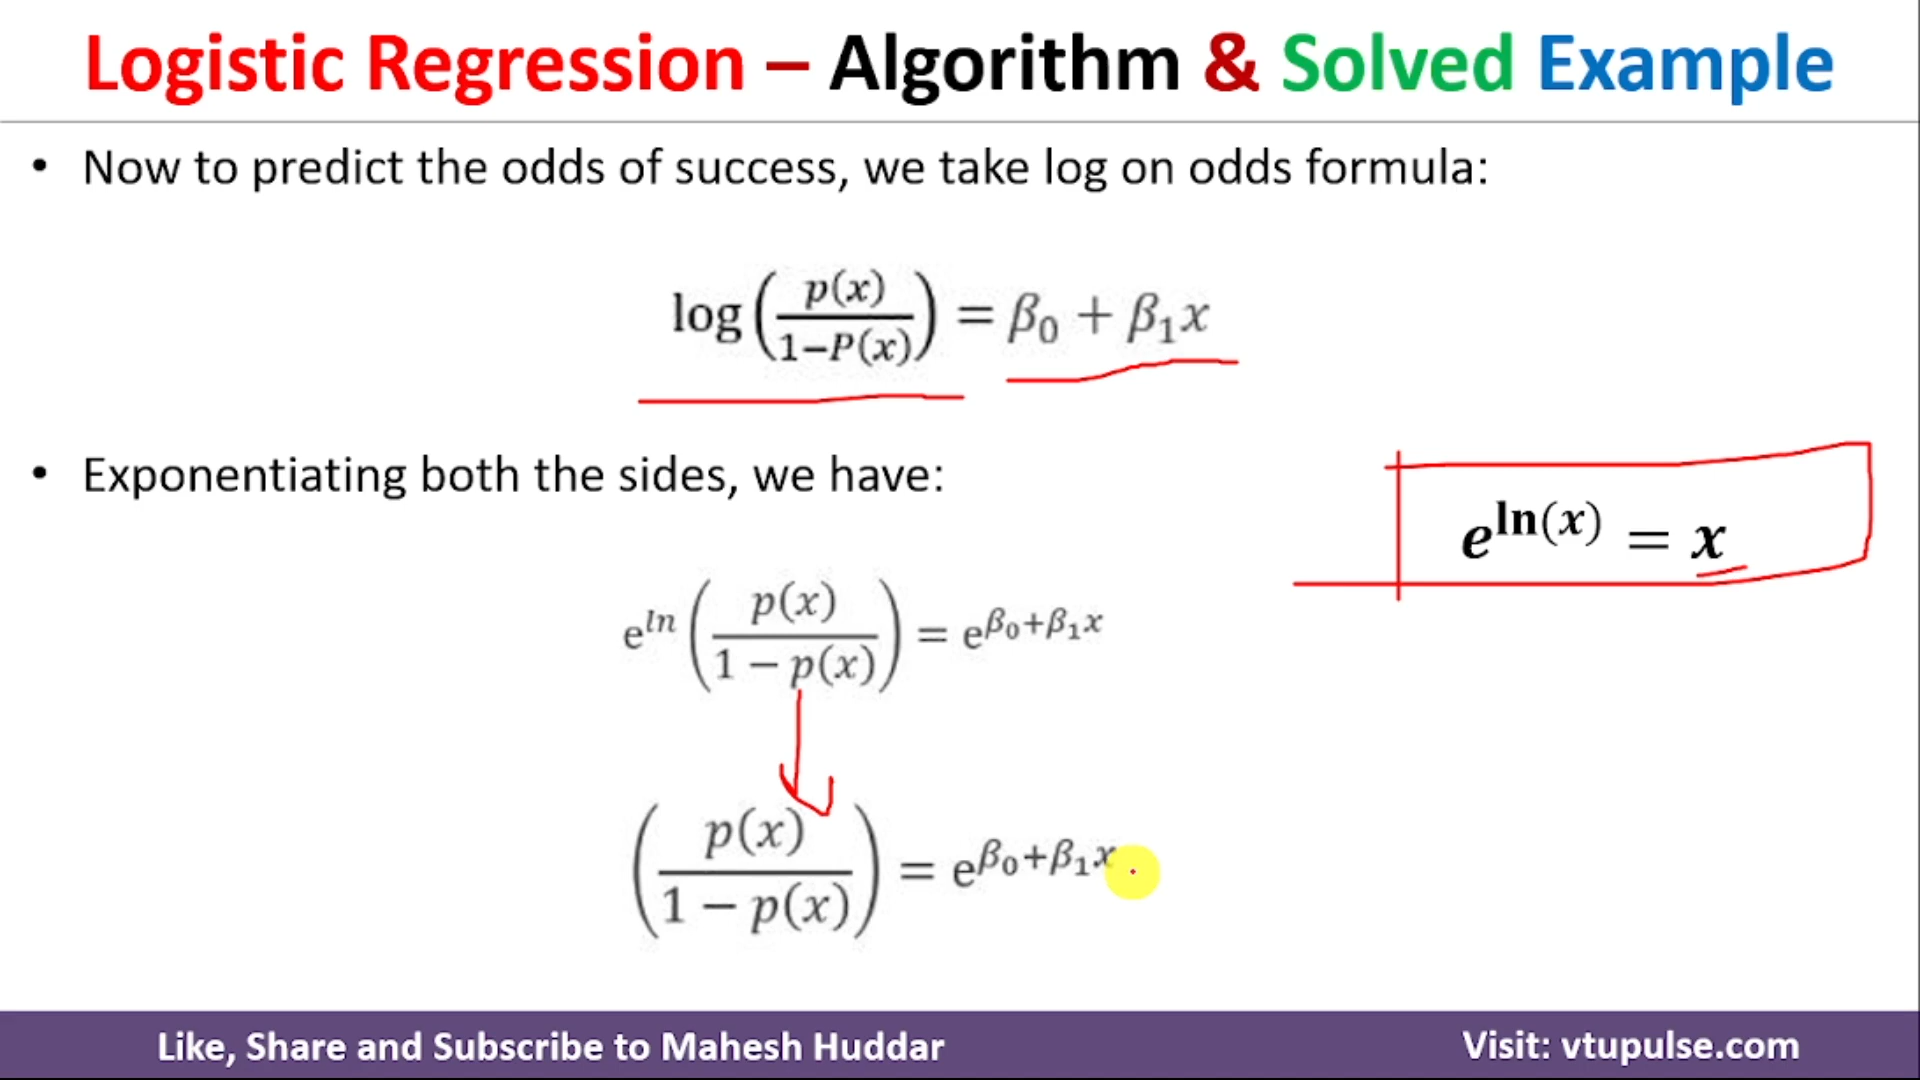 Logistic Regression – Algorithm & Solved Example
• Now to predict the odds of success, we take log on odds formula:
log(p(x)/1−P(x)) = β₀ + β₁x
• Exponentiating both the sides, we have:
e^ln(x) = x
e^ln(p(x)/1 − p(x)) = e^β₀+β₁x
(p(x)/1 − p(x)) = e^β₀+β₁x
Like, Share and Subscribe to Mahesh Huddar
Visit: vtupulse.com